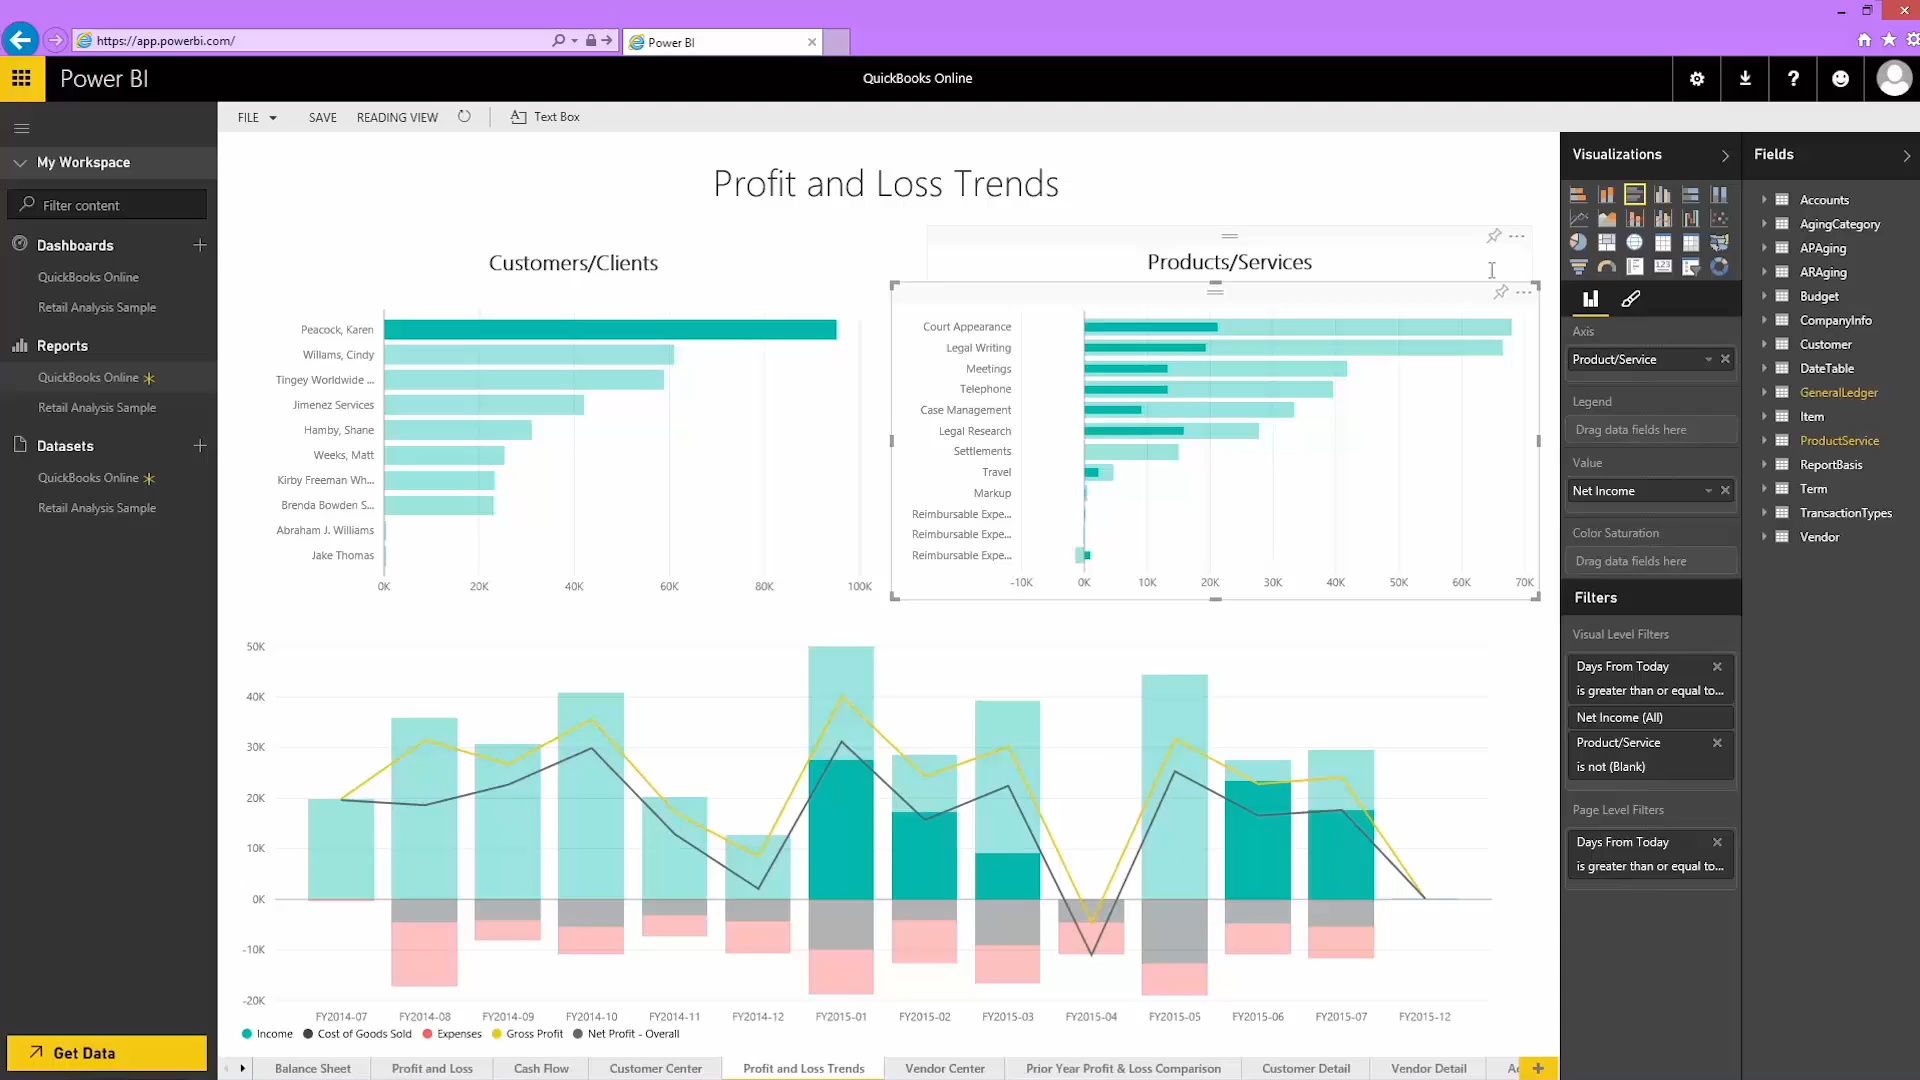 https://app.powerbi.com/
Power BI
Power BI
QuickBooks Online
FILE SAVE READING VIEW Text Box
My Workspace
Filter content
Dashboards
QuickBooks Online
Retail Analysis Sample
Reports
QuickBooks Online
Retail Analysis Sample
Datasets
QuickBooks Online
Retail Analysis Sample
Get Data
Profit and Loss Trends
Customers/Clients
Peacock, Karen
Willams, Cindy
Tingey Worldwide ...
Jimenez Services
Hamby, Shane
Weeks, Matt
Kirby Freeman Wh...
Brenda Bowden S...
Abraham J. Williams
Jake Thomas
0K 20K 40K 60K 80K 100K
Products/Services
Court Appearance
Legal Writing
Meetings
Telephone
Case Management
Legal Research
Settlements
Travel
Markup
Reimbursable Expe...
Reimbursable Expe...
Reimbursable Expe...
-10K 0K 10K 20K 30K 40K 50K 60K 70K
50K
40K
30K
20K
10K
0K
-10K
-20K
FY2014-07 FY2014-08 FY2014-09 FY2014-10 FY2014-11 FY2014-12 FY2015-01 FY2015-02 FY2015-03 FY2015-04 FY2015-05 FY2015-06 FY2015-07 FY2015-12
Income Cost of Goods Sold Expenses Gross Profit Net Profit - Overall
Balance Sheet Profit and Loss Cash Flow Customer Center Profit and Loss Trends Vendor Center Prior Year Profit & Loss Comparison Customer Detail Vendor Detail
Visualizations
123
Axis
Product/Service
Legend
Drag data fields here
Value
Net Income
Color Saturation
Drag data fields here
Filters
Visual Level Filters
Days From Today
is greater than or equal to...
Net Income (All)
Product/Service
is not (Blank)
Page Level Filters
Days From Today
is greater than or equal to...
Fields
Accounts
AgingCategory
APAging
ARAging
Budget
CompanyInfo
Customer
DateTable
GeneralLedger
Item
ProductService
ReportBasis
Term
TransactionTypes
Vendor